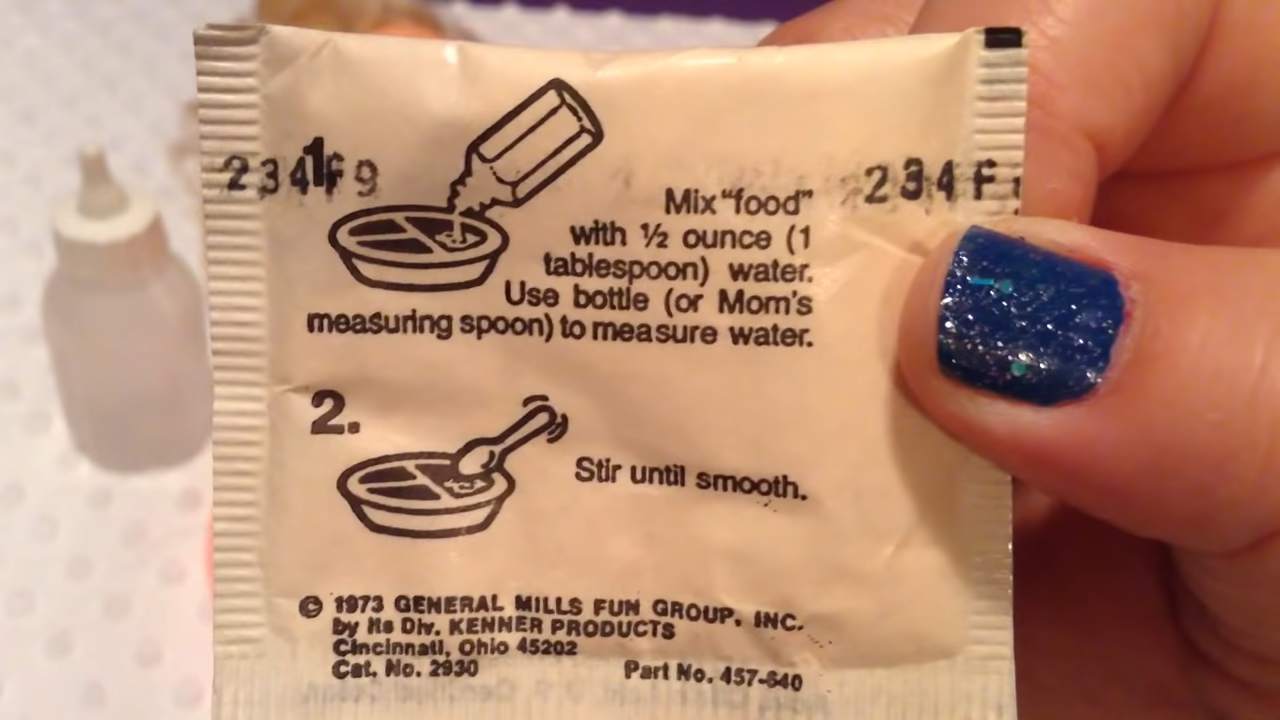 2341F9
234F
Mix “food”
with ½ ounce (1
tablespoon) water.
Use bottle (or Mom's
measuring spoon) to measure water.
2.
Stir until smooth.
© 1973 GENERAL MILLS FUN GROUP, INC.
by its Div. KENNER PRODUCTS
Cincinnati, Ohio 45202
Cat. No. 2930 Part No. 457-640